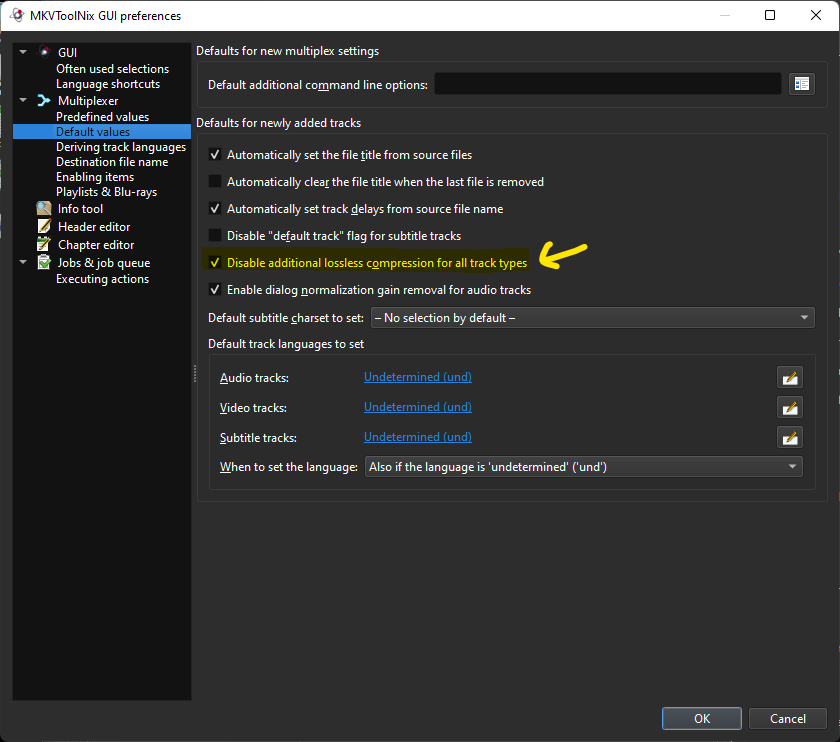 MKVToolNix GUI preferences
GUI
Often used selections
Language shortcuts
Multiplexer
Predefined values
Default values
Deriving track languages
Destination file name
Enabling items
Playlists & Blu-rays
Info tool
Header editor
Chapter editor
Jobs & job queue
Executing actions
Defaults for new multiplex settings
Default additional command line options:
Defaults for newly added tracks
Automatically set the file title from source files
Automatically clear the file title when the last file is removed
Automatically set track delays from source file name
Disable "default track" flag for subtitle tracks
Disable additional lossless compression for all track types
Enable dialog normalization gain removal for audio tracks
Default subtitle charset to set: – No selection by default –
Default track languages to set
Audio tracks: Undetermined (und)
Video tracks: Undetermined (und)
Subtitle tracks: Undetermined (und)
When to set the language: Also if the language is 'undetermined' ('und')
OK Cancel